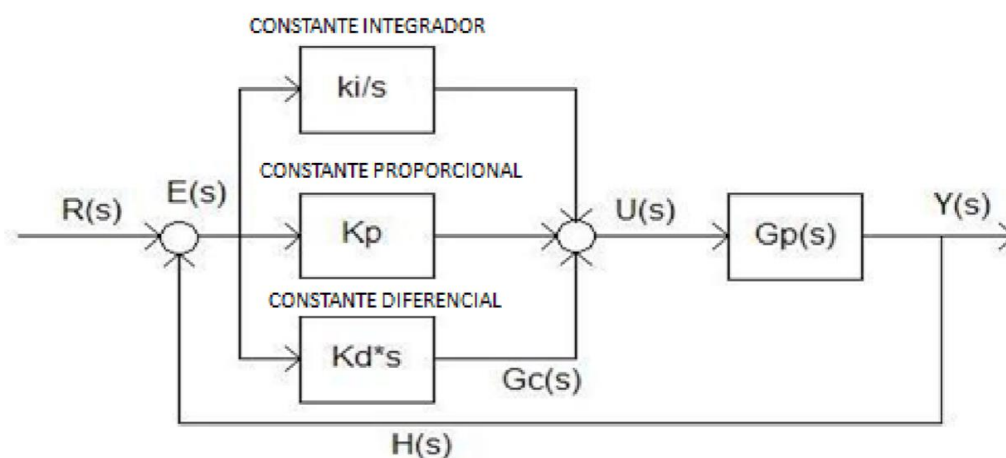 CONSTANTE INTEGRADOR
ki/s
CONSTANTE PROPORCIONAL
R(s)
E(s)
Kp
U(s)
Gp(s)
Y(s)
CONSTANTE DIFERENCIAL
Kd*s
Gc(s)
H(s)